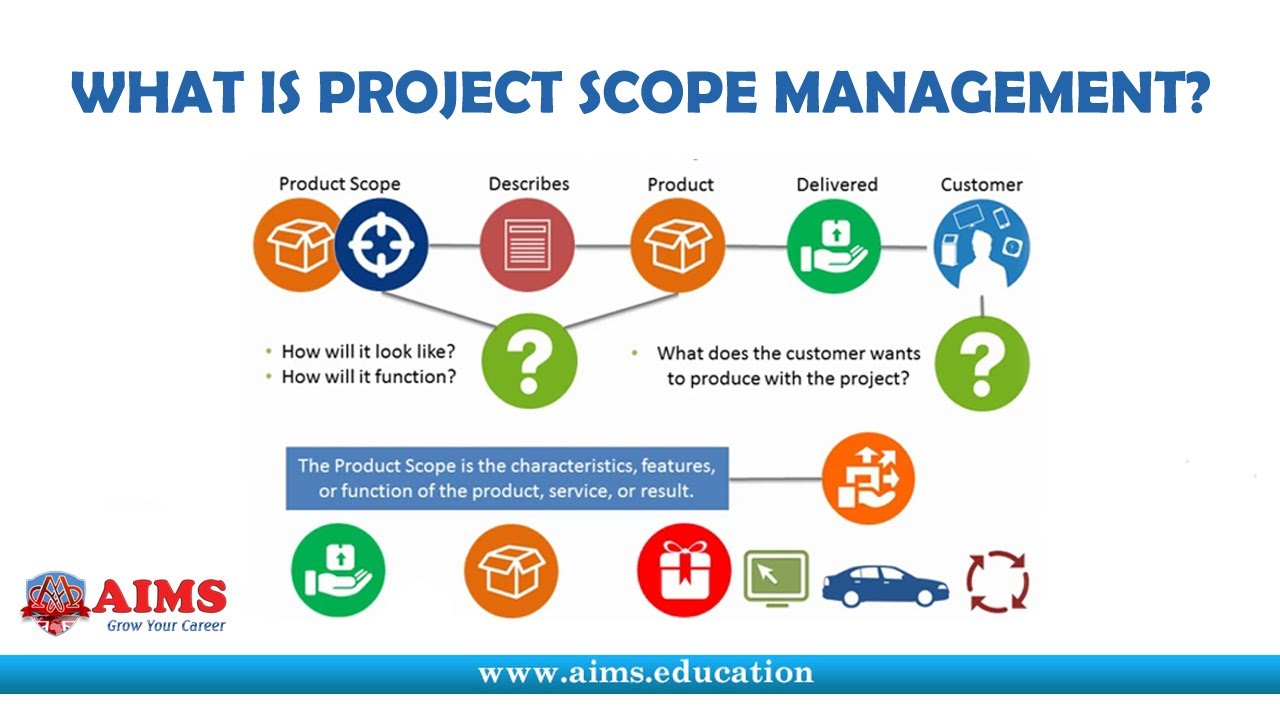 WHAT IS PROJECT SCOPE MANAGEMENT?
Product Scope
Describes
Product
Delivered
Customer
• How will it look like?
• How will it function?
• What does the customer wants
to produce with the project?
The Product Scope is the characteristics, features,
or function of the product, service, or result.
AIMS
Grow Your Career
www.aims.education